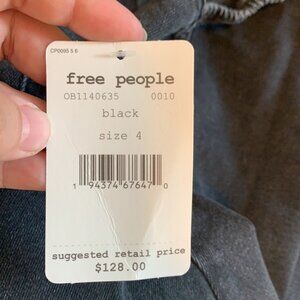 CP0095 5 6
free people
OB1140635 0010
black
size 4
1 94374 67647 0
suggested retail price
$128.00